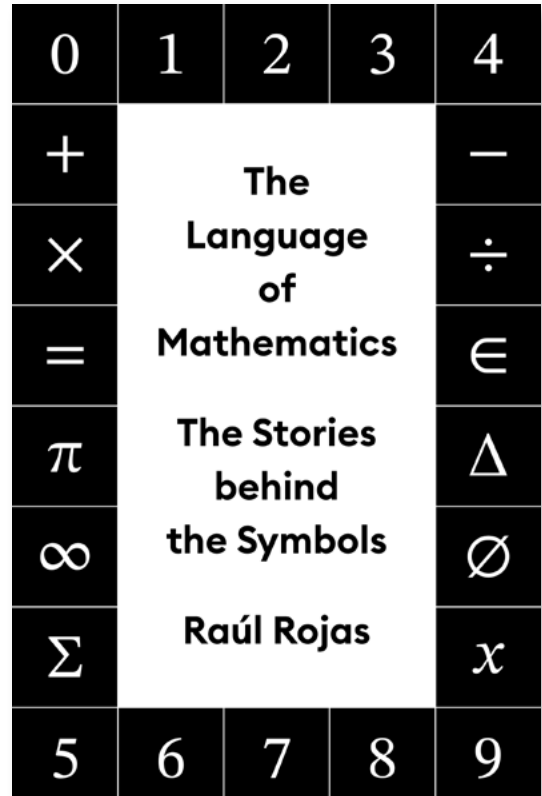 0 1 2 3 4
+ −
The
Language
× ÷
of
Mathematics
= ∈
The Stories
π Δ
behind
the Symbols
∞ ∅
Raúl Rojas
Σ x
5 6 7 8 9